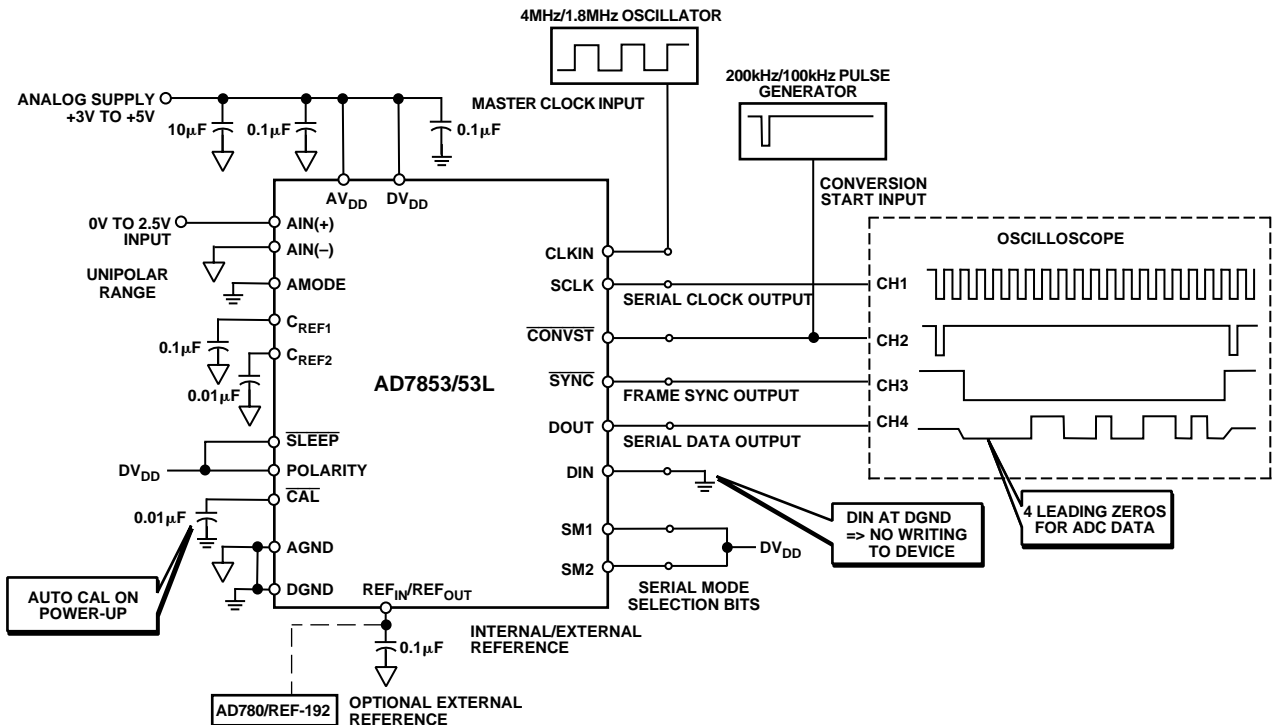 4MHz/1.8MHz OSCILLATOR
200kHz/100kHz PULSE
GENERATOR
MASTER CLOCK INPUT
ANALOG SUPPLY
+3V TO +5V
10µF
0.1µF
0.1µF
CONVERSION
START INPUT
AV_DD
DV_DD
0V TO 2.5V
INPUT
AIN(+)
AIN(–)
UNIPOLAR
RANGE
AMODE
C_REF1
0.1µF
C_REF2
0.01µF
AD7853/53L
SLEEP
DV_DD
POLARITY
CAL
0.01µF
AGND
DGND
AUTO CAL ON
POWER-UP
REF_IN/REF_OUT
CLKIN
SCLK
SERIAL CLOCK OUTPUT
CONVST
SYNC
FRAME SYNC OUTPUT
DOUT
SERIAL DATA OUTPUT
DIN
SM1
SM2
DV_DD
SERIAL MODE
SELECTION BITS
OSCILLOSCOPE
CH1
CH2
CH3
CH4
4 LEADING ZEROS
FOR ADC DATA
DIN AT DGND
=> NO WRITING
TO DEVICE
INTERNAL/EXTERNAL
REFERENCE
0.1µF
AD780/REF-192
OPTIONAL EXTERNAL
REFERENCE